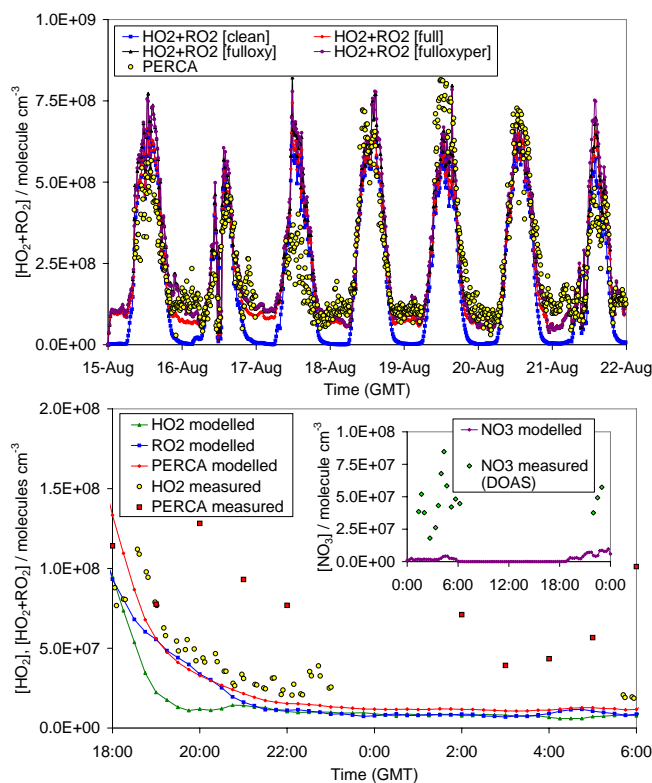 1.0E+09
HO2+RO2 [clean]
HO2+RO2 [full]
HO2+RO2 [fulloxy]
HO2+RO2 [fulloxyper]
PERCA
7.5E+08
5.0E+08
2.5E+08
0.0E+00
[HO2+RO2] / molecule cm-3
15-Aug 16-Aug 17-Aug 18-Aug 19-Aug 20-Aug 21-Aug 22-Aug
Time (GMT)
2.0E+08
1.5E+08
1.0E+08
5.0E+07
0.0E+00
[HO2], [HO2+RO2] / molecules cm-3
HO2 modelled
RO2 modelled
PERCA modelled
HO2 measured
PERCA measured
NO3 modelled
NO3 measured
(DOAS)
1.0E+08
7.5E+07
5.0E+07
2.5E+07
0.0E+00
[NO3] / molecule cm-3
0:00 6:00 12:00 18:00 0:00
18:00 20:00 22:00 0:00 2:00 4:00 6:00
Time (GMT)